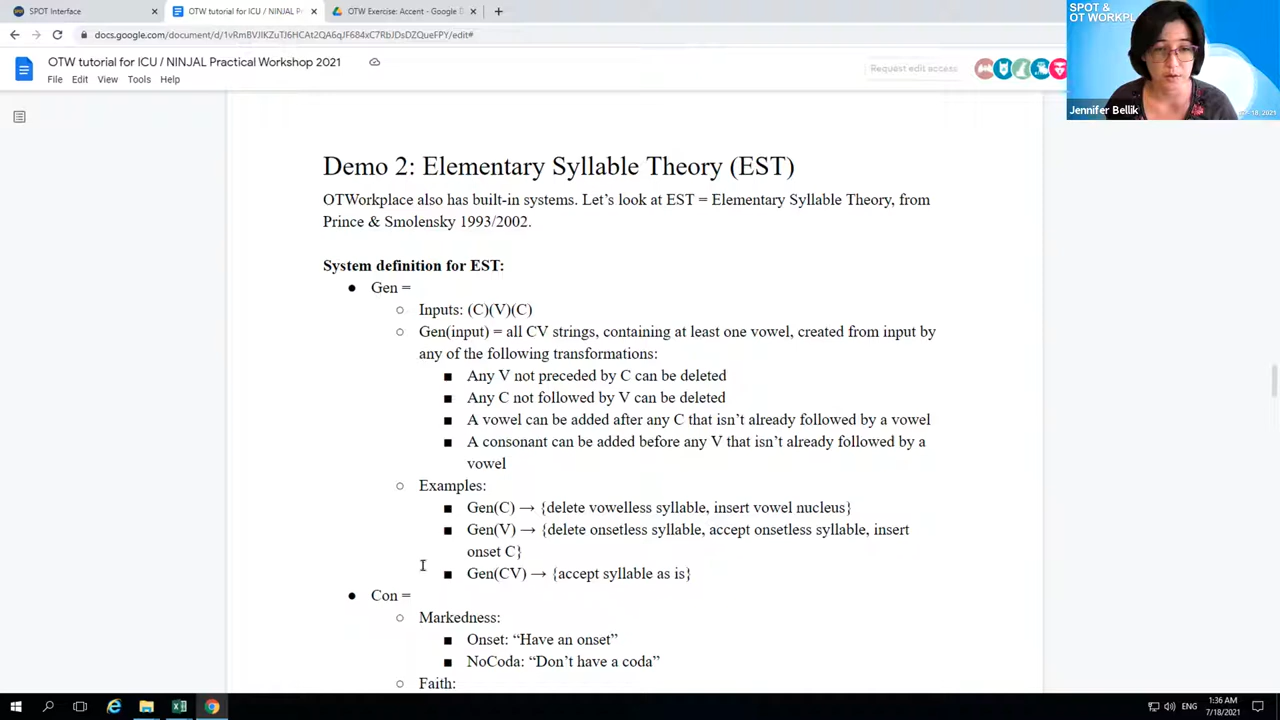 SPOT Interface
OTW tutorial for ICU / NINJAL P
OTW Exercise: Accent - Google
docs.google.com/document/d/1vRmBVJIKZuTJ6HCAt2QA6qJF684xC7RbJDsDZQueFPY/edit#
OTW tutorial for ICU / NINJAL Practical Workshop 2021
File Edit View Tools Help
Request edit access
SPOT &
OT WORKPL
Jennifer Bellik
-18, 2021
Demo 2: Elementary Syllable Theory (EST)
OTWorkplace also has built-in systems. Let’s look at EST = Elementary Syllable Theory, from
Prince & Smolensky 1993/2002.
System definition for EST:
● Gen =
○ Inputs: (C)(V)(C)
○ Gen(input) = all CV strings, containing at least one vowel, created from input by
any of the following transformations:
■ Any V not preceded by C can be deleted
■ Any C not followed by V can be deleted
■ A vowel can be added after any C that isn’t already followed by a vowel
■ A consonant can be added before any V that isn’t already followed by a
vowel
○ Examples:
■ Gen(C) → {delete vowelless syllable, insert vowel nucleus}
■ Gen(V) → {delete onsetless syllable, accept onsetless syllable, insert
onset C}
■ Gen(CV) → {accept syllable as is}
● Con =
○ Markedness:
■ Onset: “Have an onset”
■ NoCoda: “Don’t have a coda”
○ Faith:
ENG
1:36 AM
7/18/2021